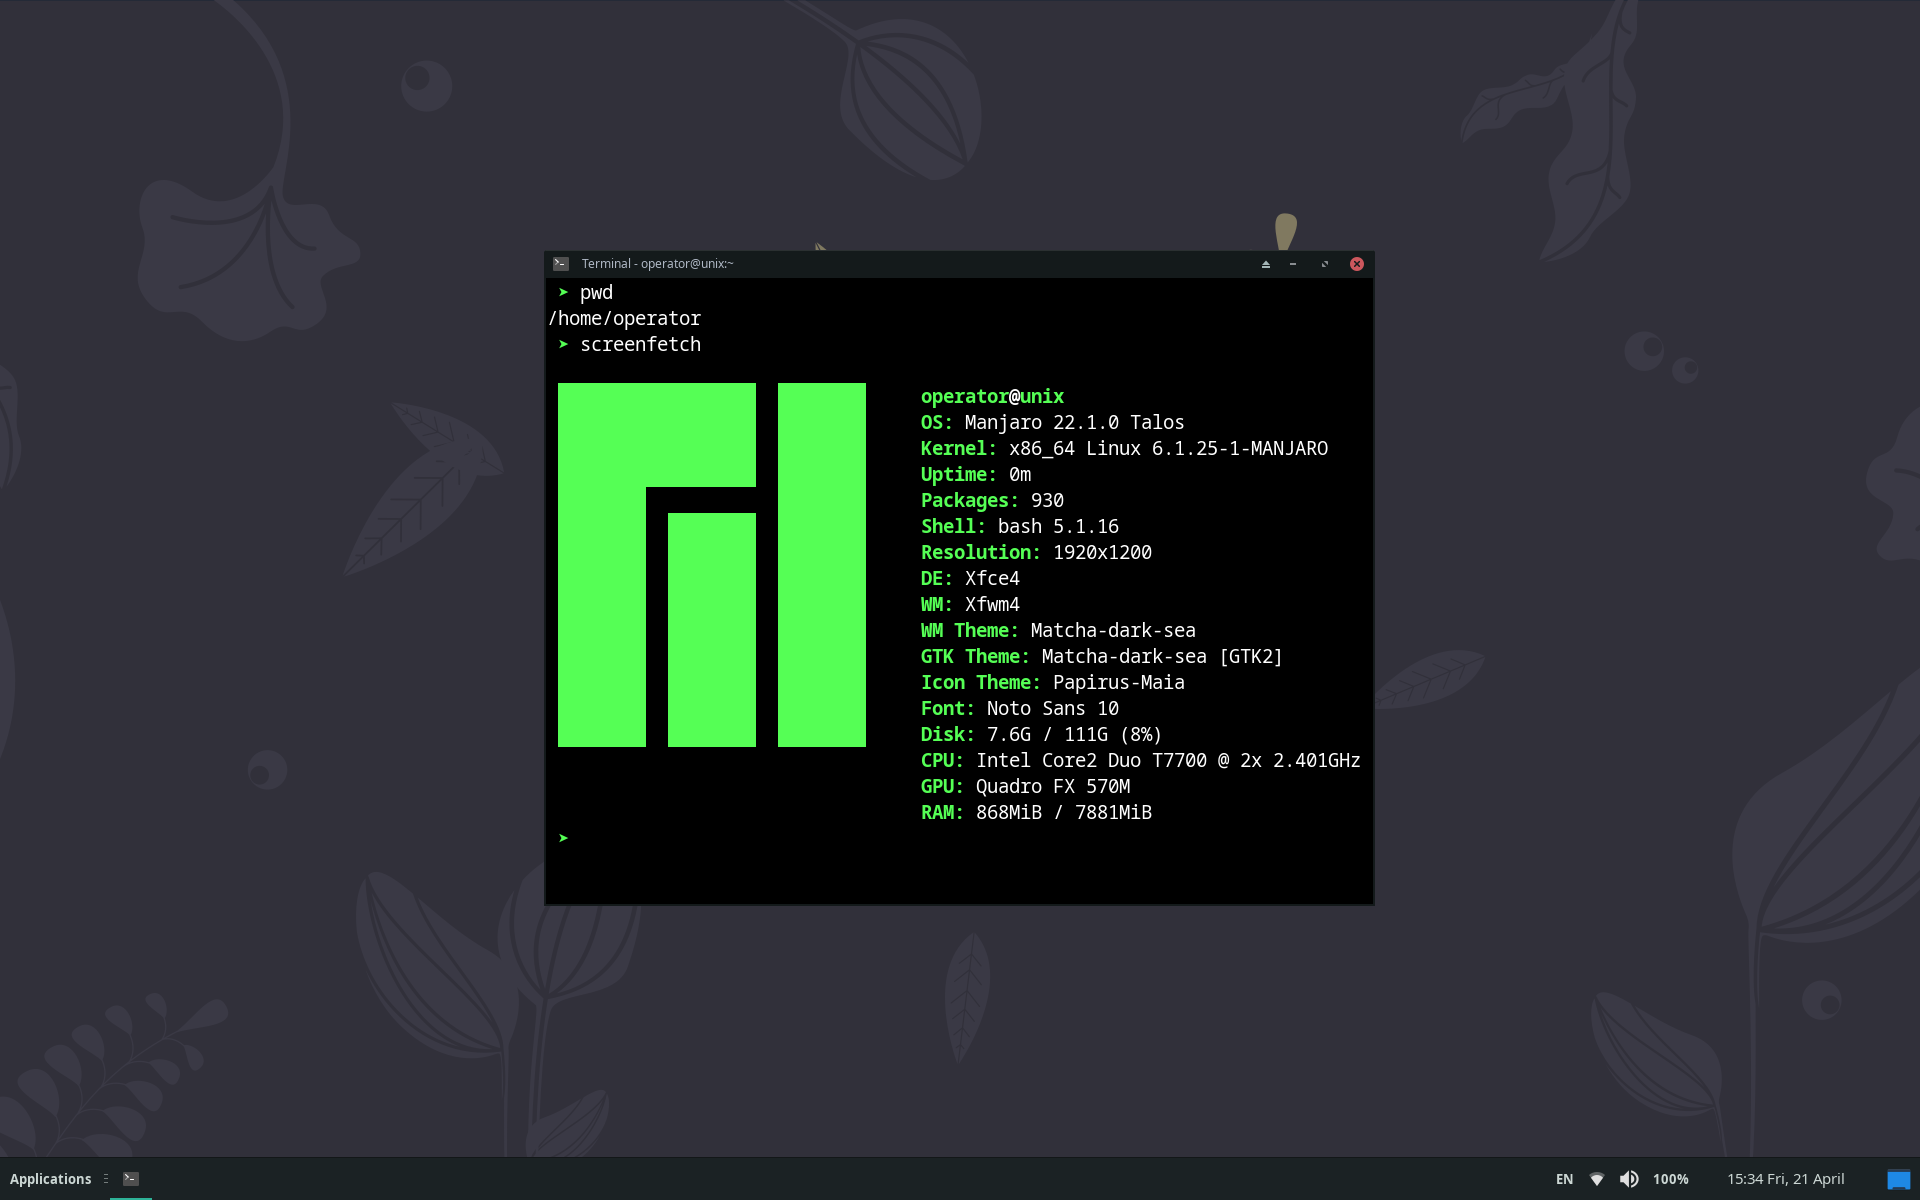 Terminal - operator@unix:~
➤ pwd
/home/operator
➤ screenfetch
operator@unix
OS: Manjaro 22.1.0 Talos
Kernel: x86_64 Linux 6.1.25-1-MANJARO
Uptime: 0m
Packages: 930
Shell: bash 5.1.16
Resolution: 1920x1200
DE: Xfce4
WM: Xfwm4
WM Theme: Matcha-dark-sea
GTK Theme: Matcha-dark-sea [GTK2]
Icon Theme: Papirus-Maia
Font: Noto Sans 10
Disk: 7.6G / 111G (8%)
CPU: Intel Core2 Duo T7700 @ 2x 2.401GHz
GPU: Quadro FX 570M
RAM: 868MiB / 7881MiB
➤
Applications EN 100% 15:34 Fri, 21 April